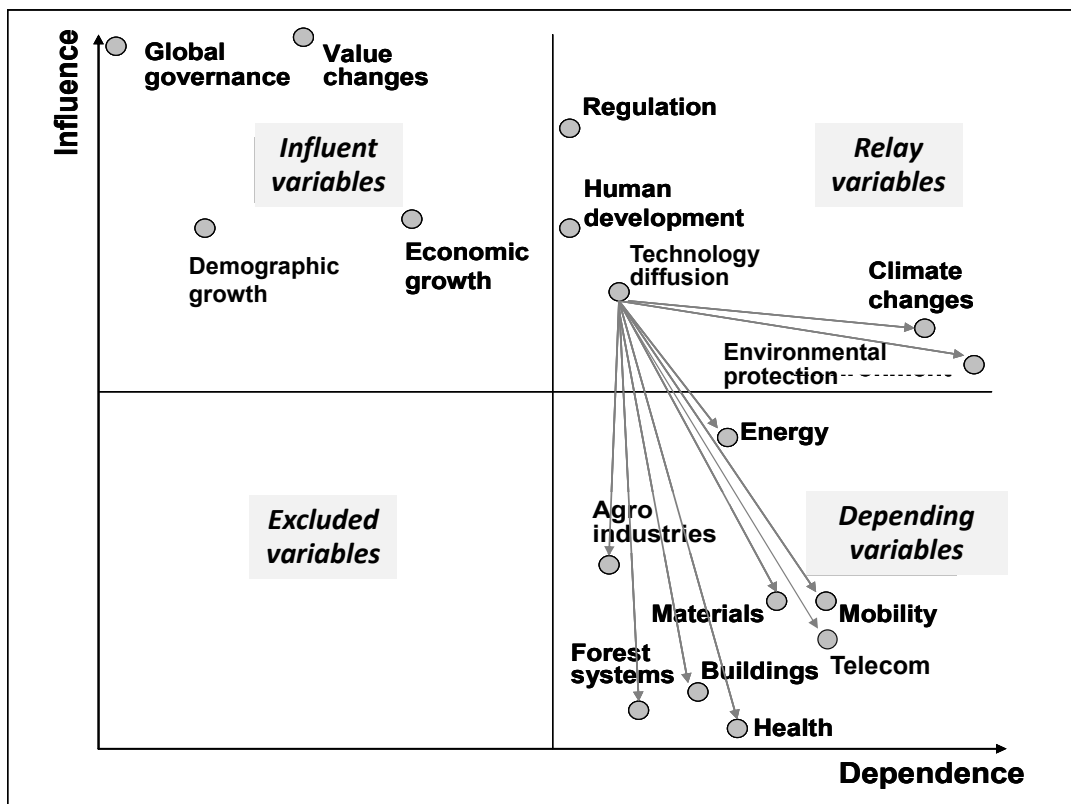 Influence
Global
governance
Value
changes
Influent
variables
Demographic
growth
Economic
growth
Regulation
Human
development
Relay
variables
Technology
diffusion
Climate
changes
Environmental
protection
Energy
Excluded
variables
Agro
industries
Depending
variables
Materials
Mobility
Forest
systems
Buildings
Telecom
Health
Dependence